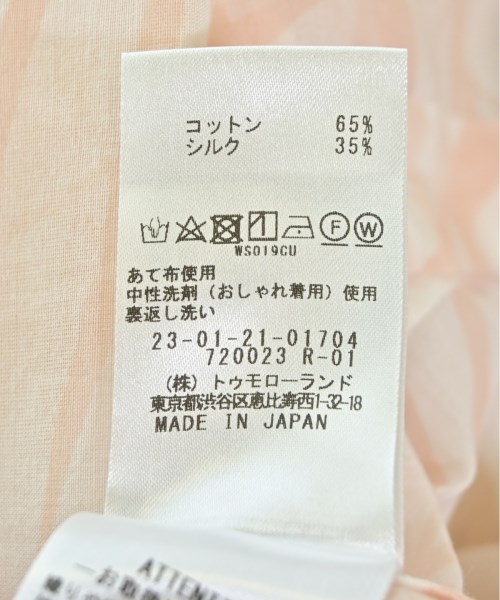 コットン 65%
シルク 35%
F W
WS019CU
あて布使用
中性洗剤（おしゃれ着用）使用
裏返し洗い
23-01-21-01704
720023 R-01
（株）トゥモローランド
東京都渋谷区恵比寿西1-32-18
MADE IN JAPAN
ATTEN